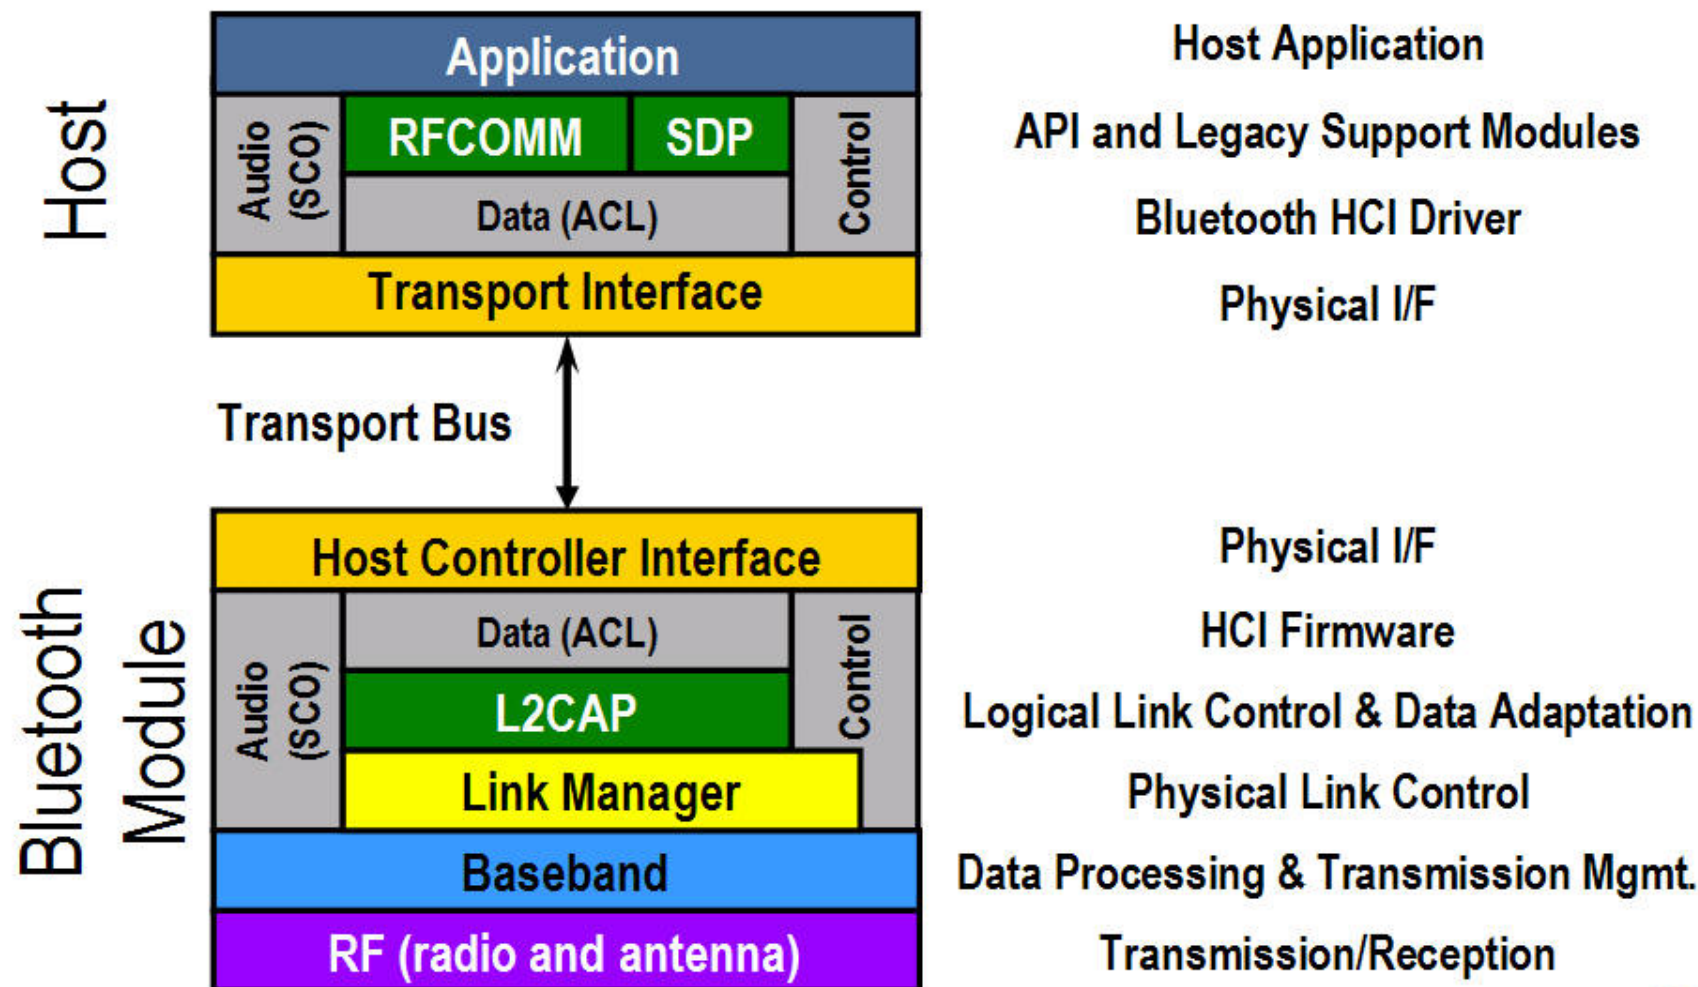 Application
Host Application
Host
Audio
(SCO)
RFCOMM
SDP
Control
API and Legacy Support Modules
Data (ACL)
Bluetooth HCI Driver
Transport Interface
Physical I/F
Transport Bus
Host Controller Interface
Physical I/F
Bluetooth
Module
Audio
(SCO)
Data (ACL)
Control
HCI Firmware
L2CAP
Logical Link Control & Data Adaptation
Link Manager
Physical Link Control
Baseband
Data Processing & Transmission Mgmt.
RF (radio and antenna)
Transmission/Reception